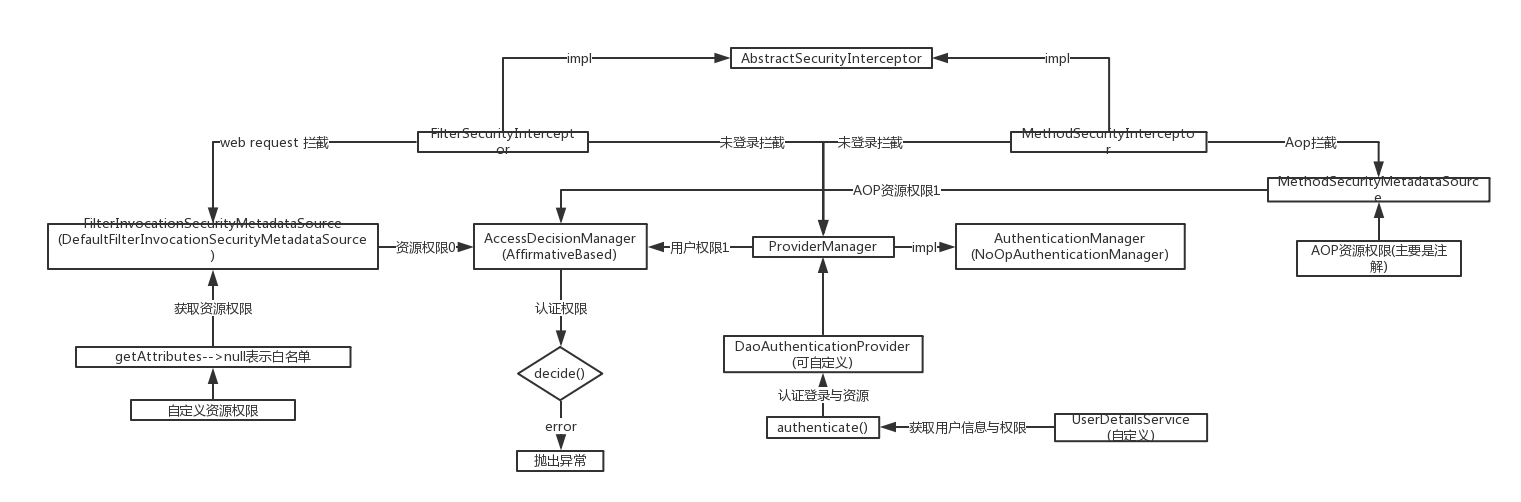 AbstractSecurityInterceptor
impl
impl
FilterSecurityIntercept
or
MethodSecurityIntercepto
r
web request 拦截
未登录拦截
未登录拦截
Aop拦截
AOP资源权限1
MethodSecurityMetadataSourc
e
FilterInvocationSecurityMetadataSource
(DefaultFilterInvocationSecurityMetadataSource
)
资源权限0
AccessDecisionManager
(AffirmativeBased)
用户权限1
ProviderManager
impl
AuthenticationManager
(NoOpAuthenticationManager)
AOP资源权限(主要是注
解)
获取资源权限
认证权限
getAttributes-->null表示白名单
DaoAuthenticationProvider
(可自定义)
decide()
认证登录与资源
自定义资源权限
error
authenticate()
获取用户信息与权限
UserDetailsService
(自定义)
抛出异常